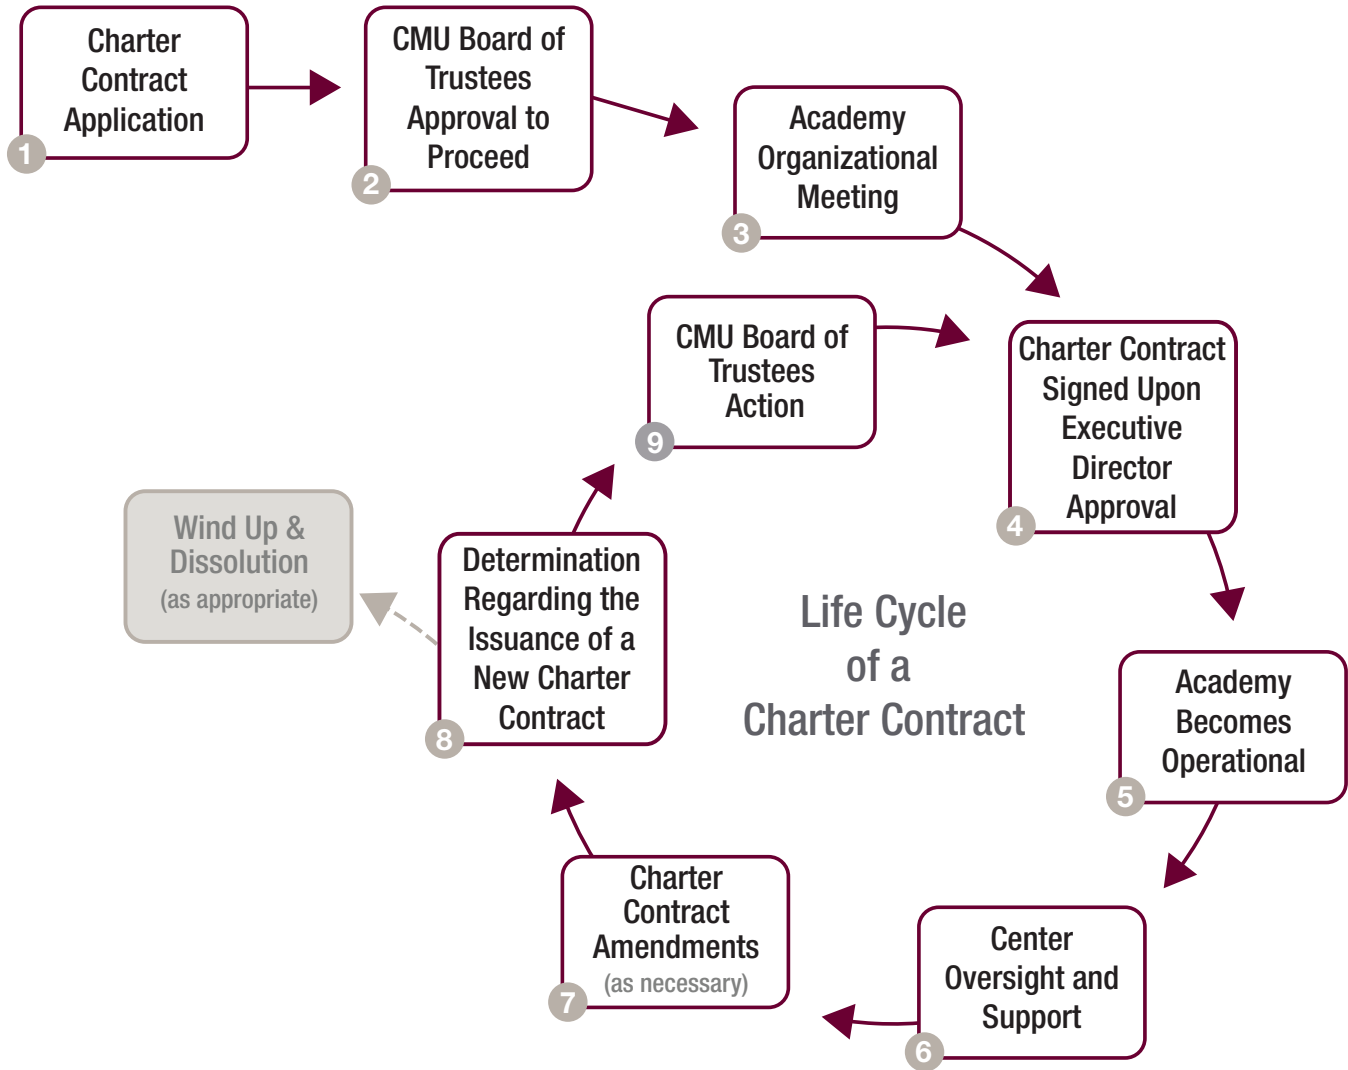 Charter
Contract
Application
1
CMU Board of
Trustees
Approval to
Proceed
2
Academy
Organizational
Meeting
3
Charter Contract
Signed Upon
Executive
Director
Approval
4
Academy
Becomes
Operational
5
Center
Oversight and
Support
6
Charter
Contract
Amendments
(as necessary)
7
Determination
Regarding the
Issuance of a
New Charter
Contract
8
CMU Board of
Trustees
Action
9
Wind Up &
Dissolution
(as appropriate)
Life Cycle
of a
Charter Contract